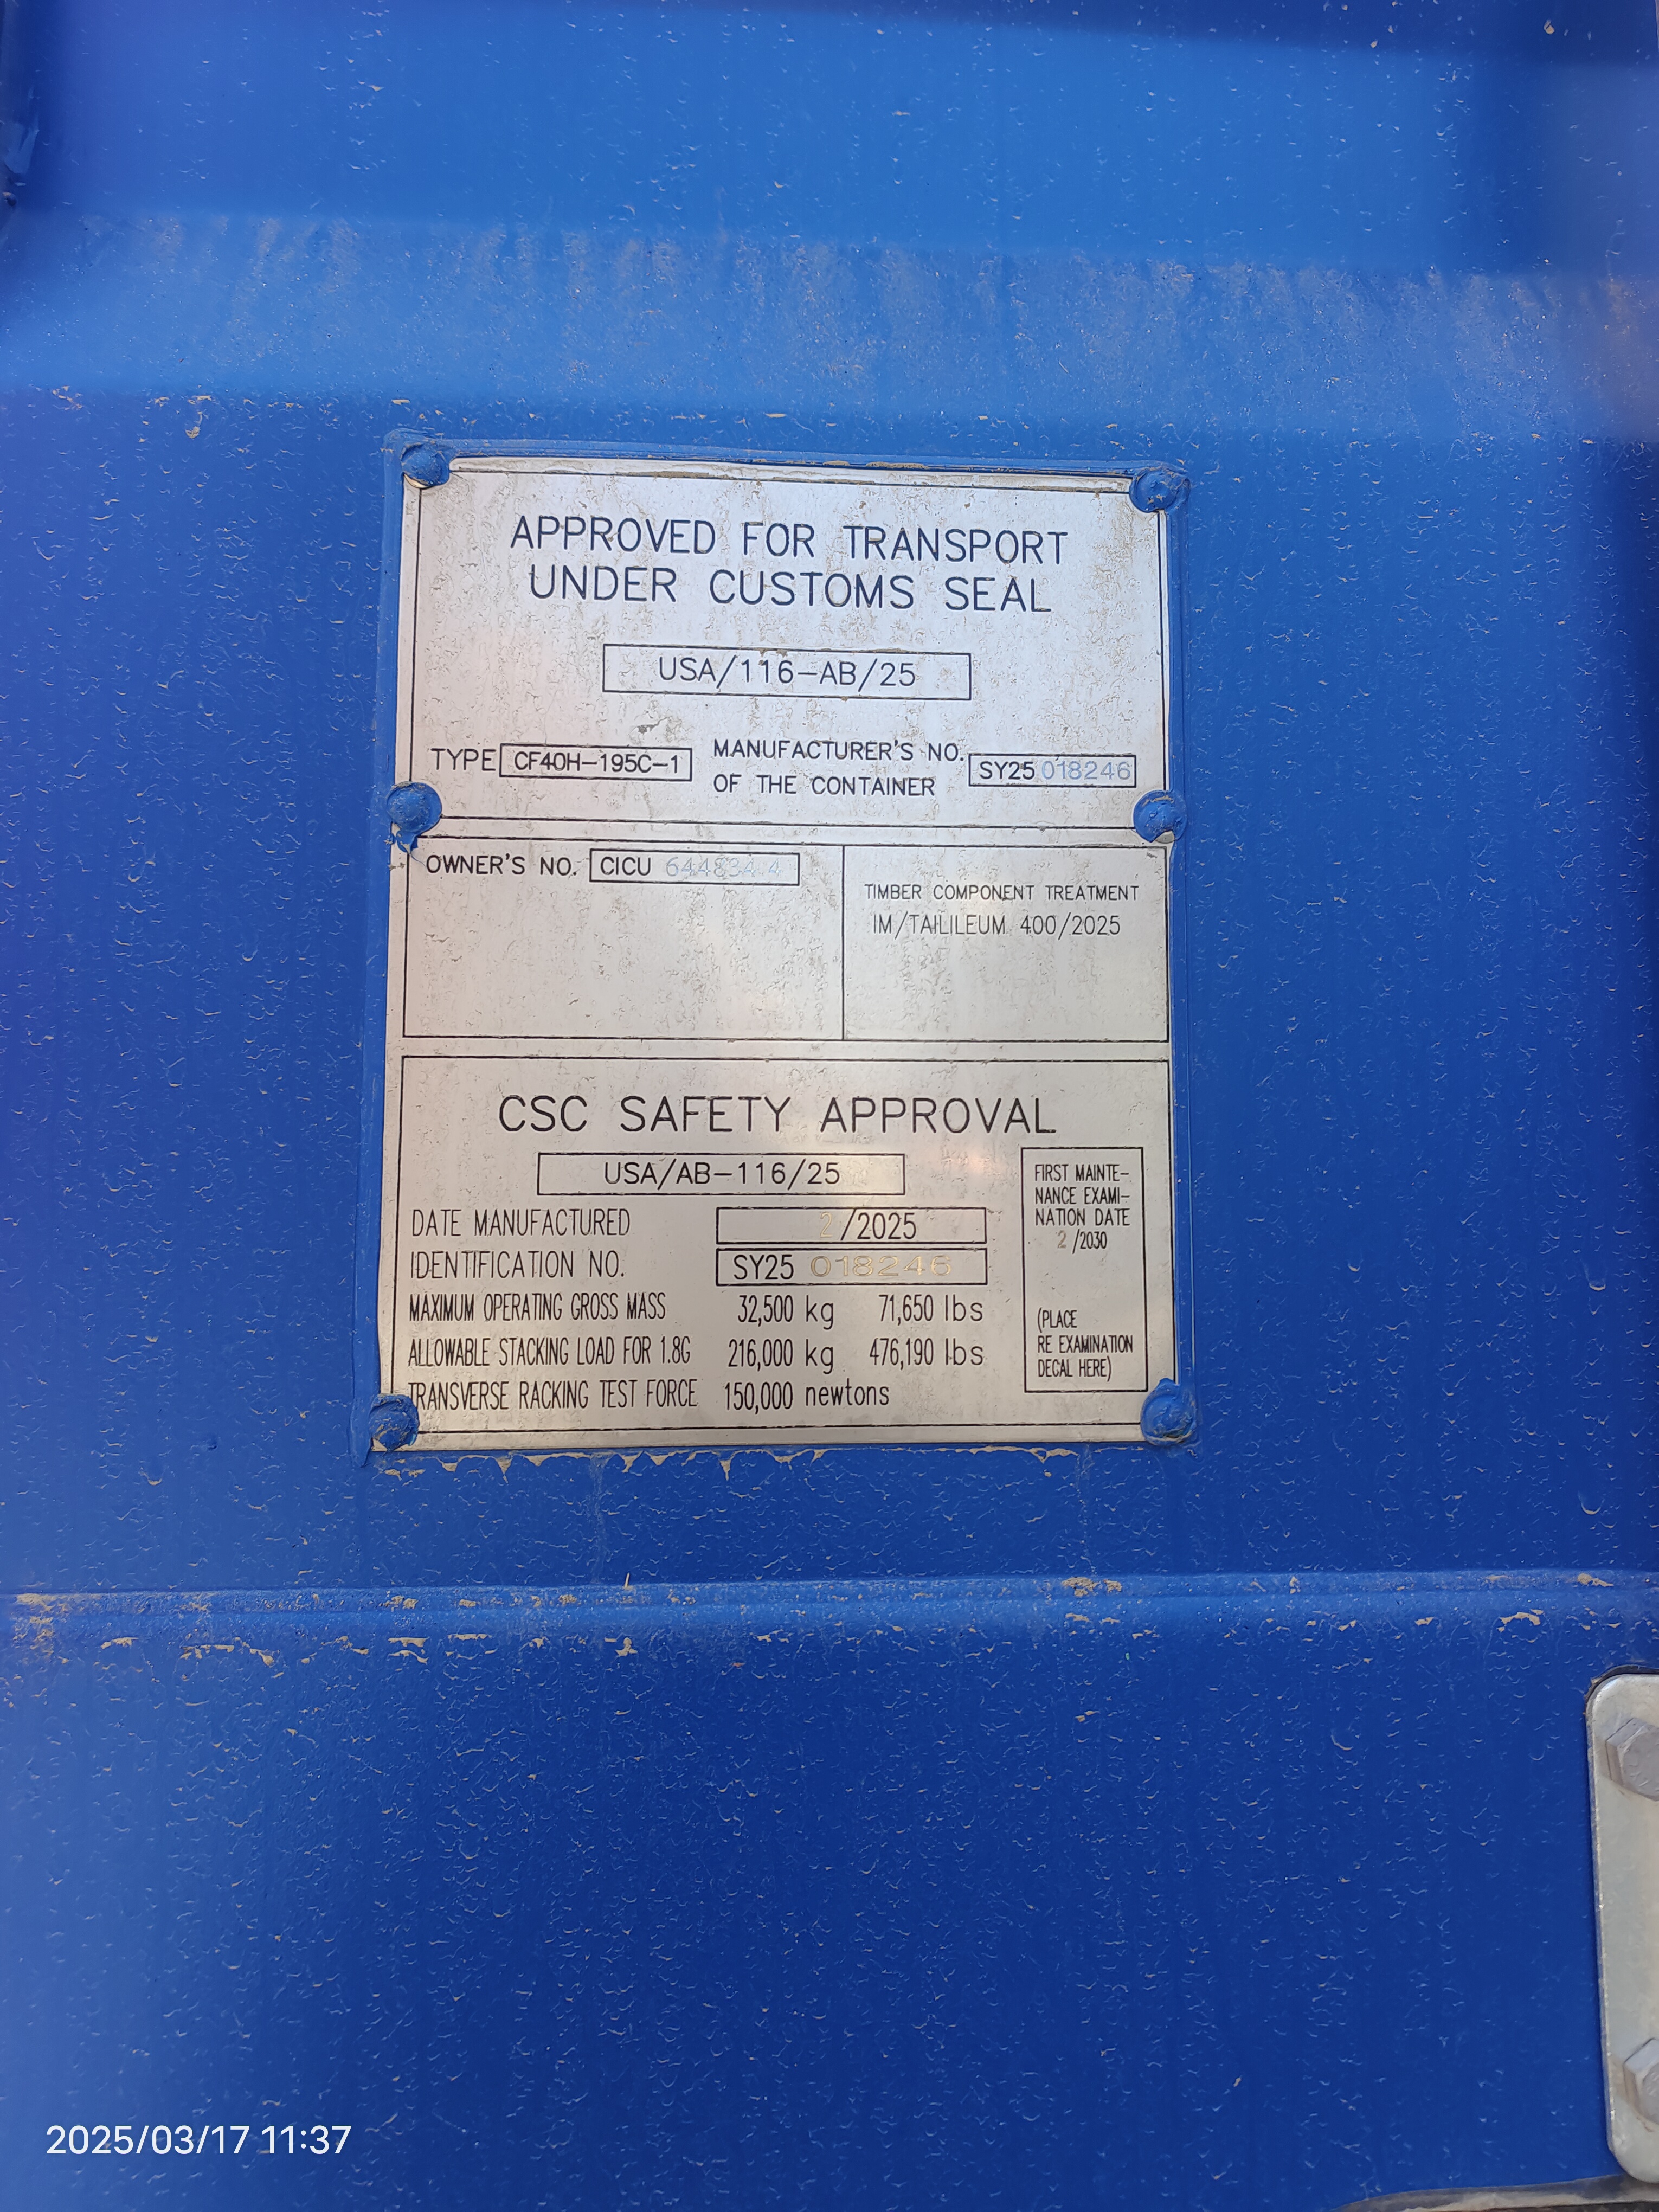 APPROVED FOR TRANSPORT
UNDER CUSTOMS SEAL
USA/116-AB/25
TYPE CF40H-195C-1 MANUFACTURER'S NO. OF THE CONTAINER SY25 018246
OWNER'S NO. CICU 644834 4
TIMBER COMPONENT TREATMENT
IM/TAILILEUM 400/2025
CSC SAFETY APPROVAL
USA/AB-116/25
DATE MANUFACTURED 2/2025
IDENTIFICATION NO. SY25 018246
MAXIMUM OPERATING GROSS MASS 32,500 kg 71,650 lbs
ALLOWABLE STACKING LOAD FOR 1.8G 216,000 kg 476,190 lbs
TRANSVERSE RACKING TEST FORCE 150,000 newtons
FIRST MAINTE-
NANCE EXAMI-
NATION DATE
2 /2030
(PLACE
RE EXAMINATION
DECAL HERE)
2025/03/17 11:37